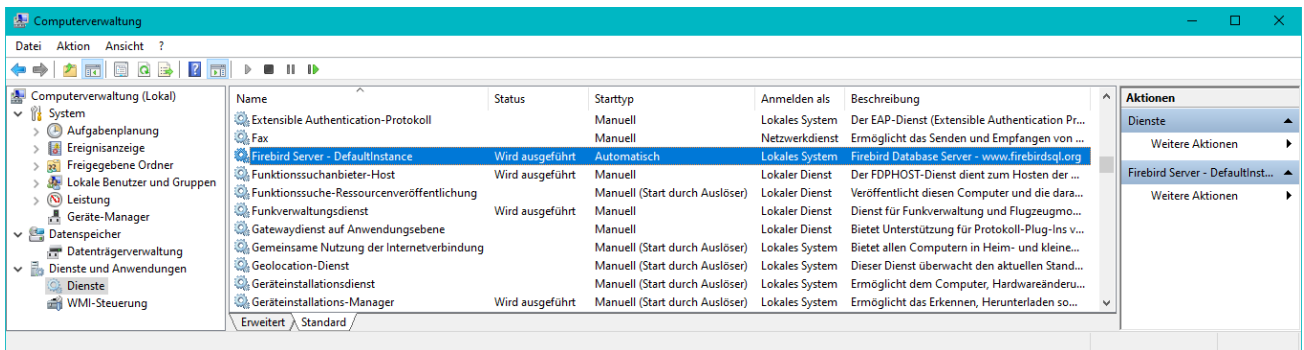 Computerverwaltung
Datei Aktion Ansicht ?
Computerverwaltung (Lokal)
System
Aufgabenplanung
Ereignisanzeige
Freigegebene Ordner
Lokale Benutzer und Gruppen
Leistung
Geräte-Manager
Datenspeicher
Datenträgerverwaltung
Dienste und Anwendungen
Dienste
WMI-Steuerung
Name Status Starttyp Anmelden als Beschreibung
Extensible Authentication-Protokoll Manuell Lokales System Der EAP-Dienst (Extensible Authentication Pr...
Fax Manuell Netzwerkdienst Ermöglicht das Senden und Empfangen von ...
Firebird Server - DefaultInstance Wird ausgeführt Automatisch Lokales System Firebird Database Server - www.firebirdsql.org
Funktionssuchanbieter-Host Wird ausgeführt Manuell Lokaler Dienst Der FDPHOST-Dienst dient zum Hosten der ...
Funktionssuche-Ressourcenveröffentlichung Manuell (Start durch Auslöser) Lokaler Dienst Veröffentlicht diesen Computer und die dara...
Funkverwaltungsdienst Wird ausgeführt Manuell Lokaler Dienst Dienst für Funkverwaltung und Flugzeugmo...
Gatewaydienst auf Anwendungsebene Manuell Lokaler Dienst Bietet Unterstützung für Protokoll-Plug-Ins v...
Gemeinsame Nutzung der Internetverbindung Manuell (Start durch Auslöser) Lokales System Bietet allen Computern in Heim- und kleine...
Geolocation-Dienst Manuell (Start durch Auslöser) Lokales System Dieser Dienst überwacht den aktuellen Stand...
Geräteinstallationsdienst Manuell (Start durch Auslöser) Lokales System Ermöglicht dem Computer, Hardwareänderu...
Geräteinstallations-Manager Wird ausgeführt Manuell (Start durch Auslöser) Lokales System Ermöglicht das Erkennen, Herunterladen so...
Erweitert Standard
Aktionen
Dienste
Weitere Aktionen
Firebird Server - DefaultInst...
Weitere Aktionen